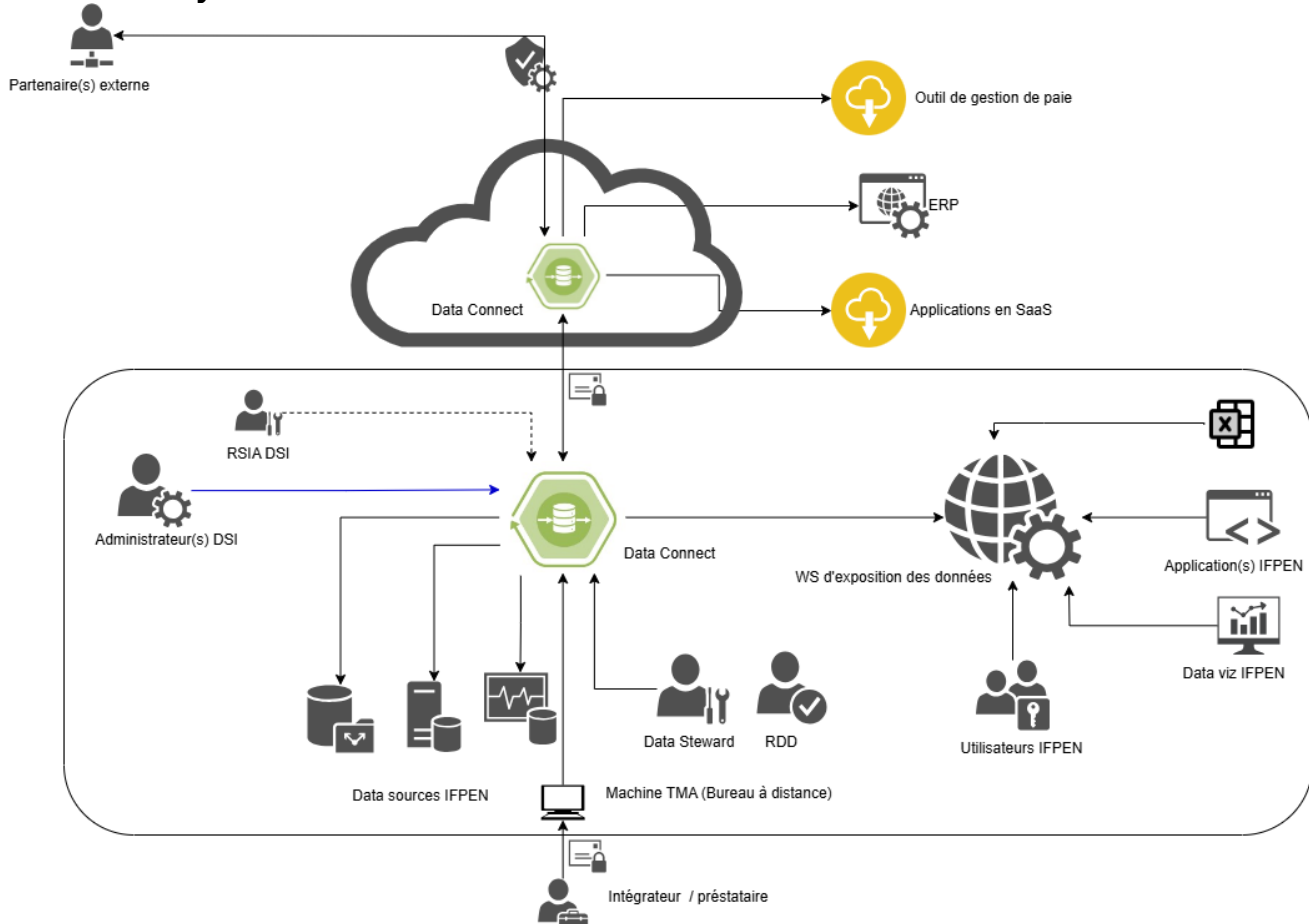 Partenaire(s) externe
Outil de gestion de paie
ERP
Data Connect
Applications en SaaS
RSIA DSI
X
Administrateur(s) DSI
Data Connect
WS d'exposition des données
Application(s) IFPEN
Data viz IFPEN
Data Steward
RDD
Utilisateurs IFPEN
Data sources IFPEN
Machine TMA (Bureau à distance)
Intégrateur / préstataire